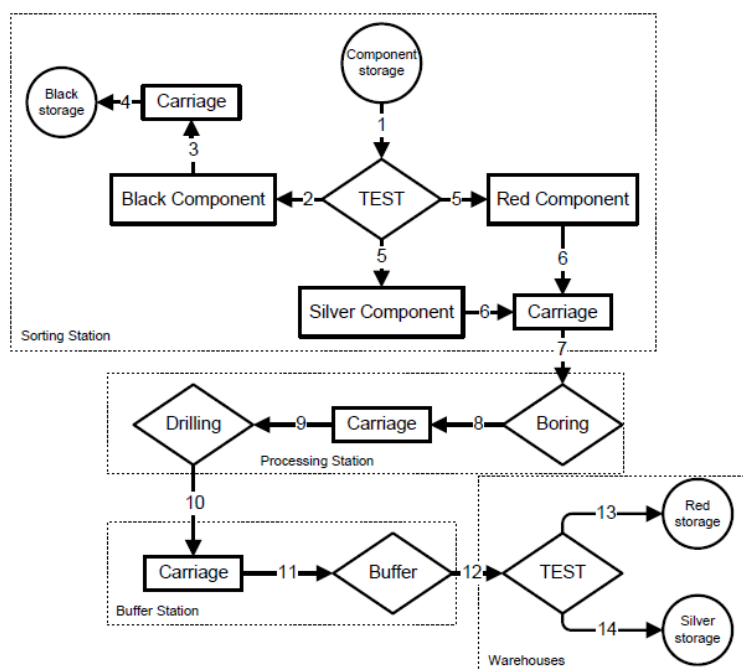 Component
storage
Black
storage
4
Carriage
1
3
Black Component
2
TEST
5
Red Component
5
6
Silver Component
6
Carriage
Sorting Station
7
Drilling
9
Carriage
8
Boring
Processing Station
10
13
Red
storage
Carriage
11
Buffer
12
TEST
Buffer Station
14
Silver
storage
Warehouses